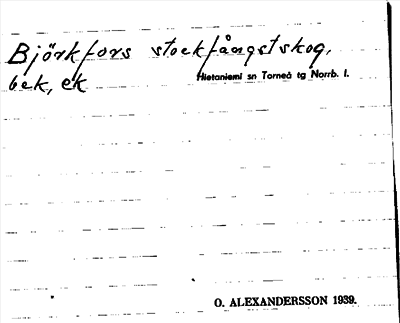 Björkfors stockfångstskog,
bek, ek
Hietaniemi sn Torneå tg Norrb. l.
O. ALEXANDERSSON 1939.